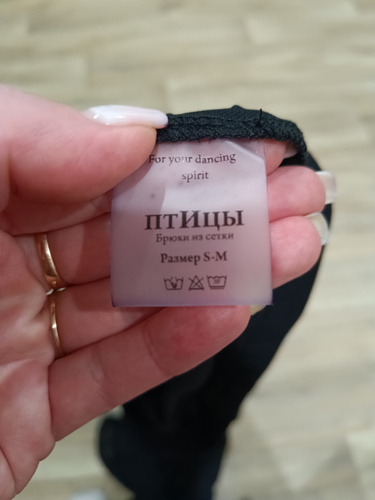 For your dancing
spirit
птИцы
Брюки из сетки
Размер S-M